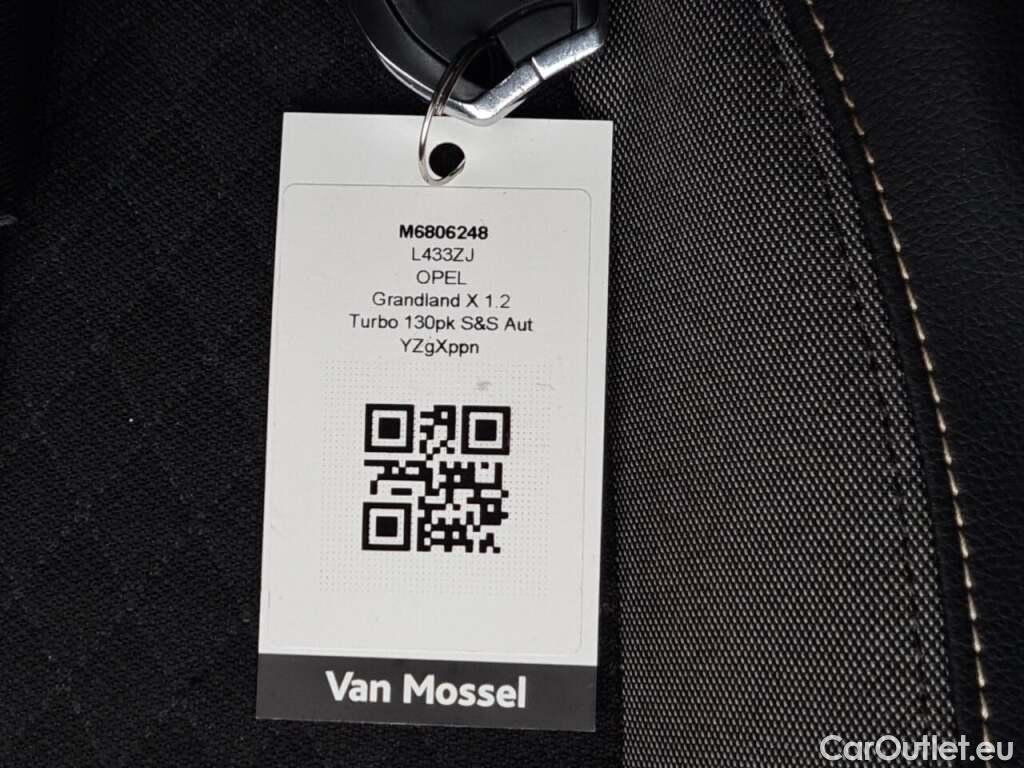 M6806248
L433ZJ
OPEL
Grandland X 1.2
Turbo 130pk S&S Aut
YZgXppn
Van Mossel
CarOutlet.eu